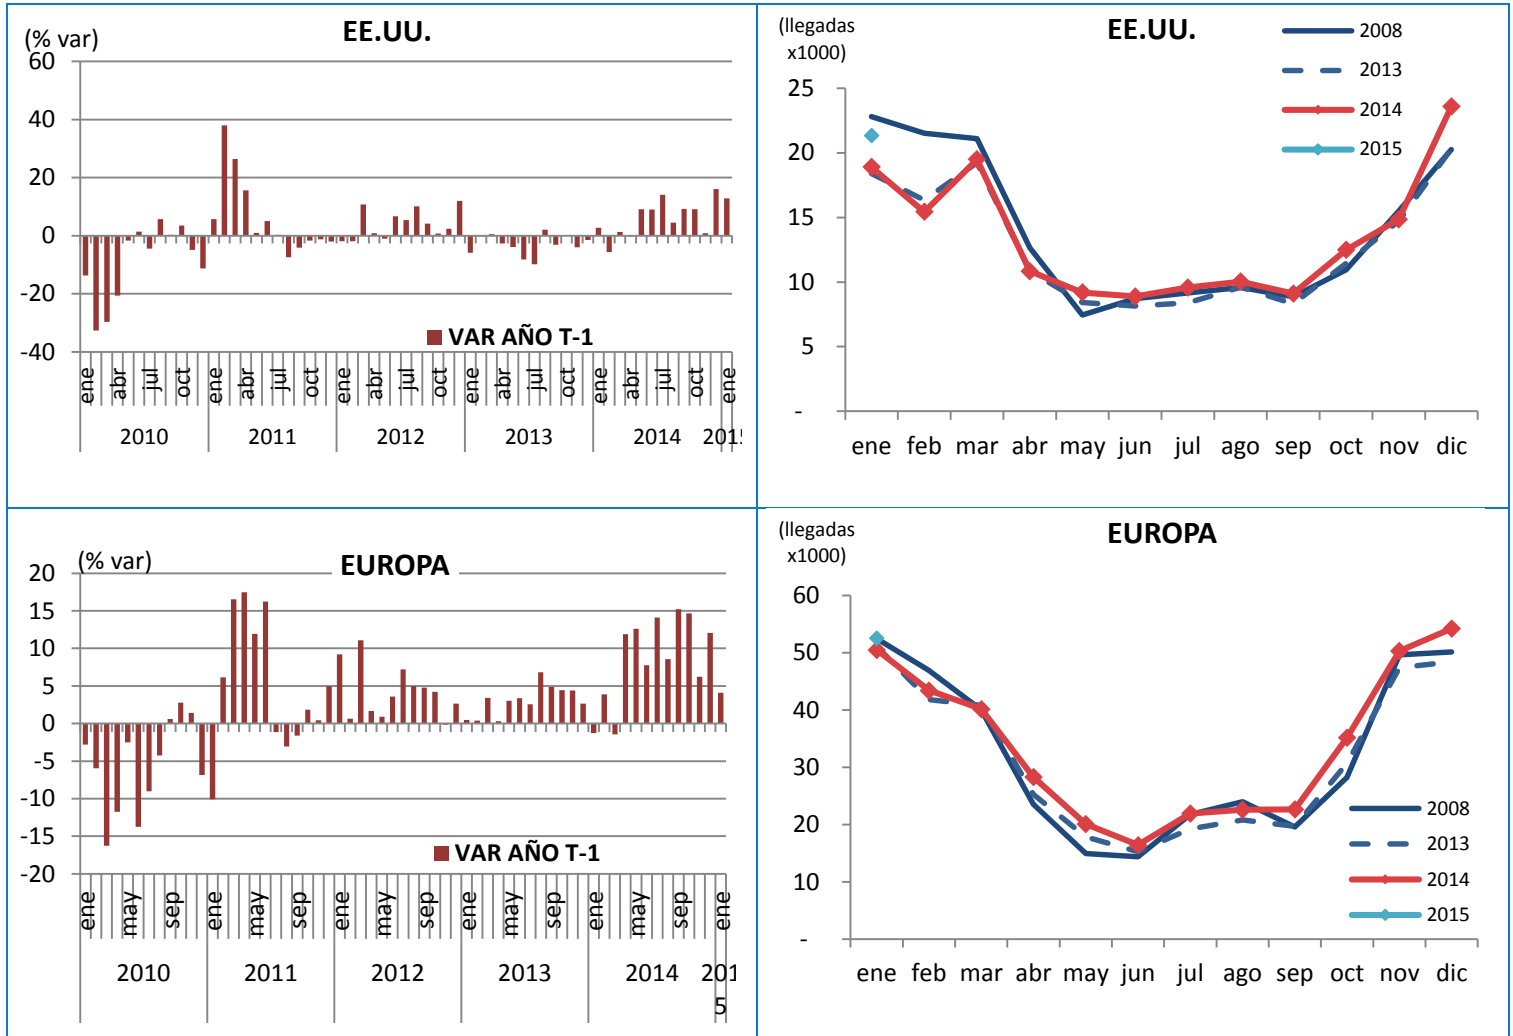 EE.UU.
(% var)
60
40
20
0
-20
-40
VAR AÑO T-1
ene abr jul oct ene abr jul oct ene abr jul oct ene abr jul oct ene abr jul oct ene
2010 2011 2012 2013 2014 2015
(llegadas
x1000)
EE.UU.
2008
2013
2014
2015
25
20
15
10
5
-
ene feb mar abr may jun jul ago sep oct nov dic
EUROPA
(% var)
20
15
10
5
0
-5
-10
-15
-20
VAR AÑO T-1
ene may sep ene may sep ene may sep ene may sep ene may sep ene
2010 2011 2012 2013 2014 201
5
(llegadas
x1000)
EUROPA
60
50
40
30
20
10
-
2008
2013
2014
2015
ene feb mar abr may jun jul ago sep oct nov dic